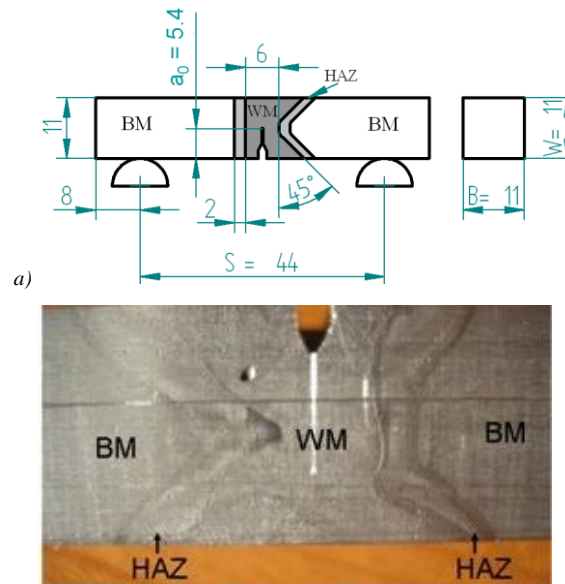 a₀ = 5.4
6
HAZ
11
BM
WM
BM
W= 11
45°
8
2
B= 11
S = 44
a)
BM
WM
BM
HAZ
HAZ